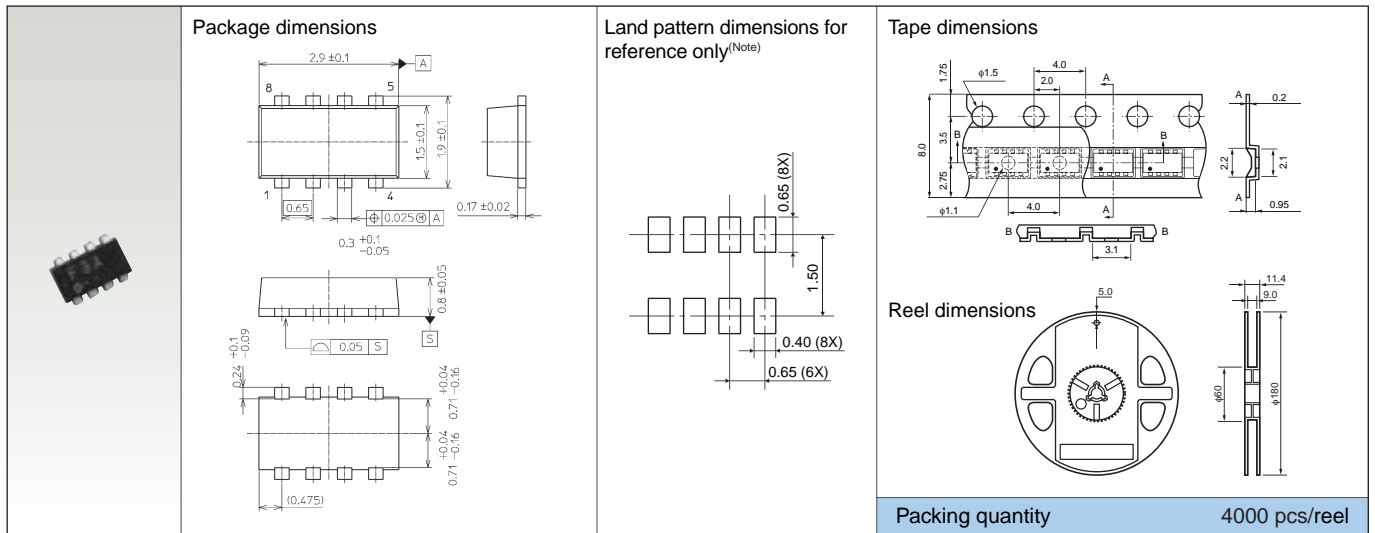 Package dimensions
2.9 ±0.1
A
8
5
1.5 ±0.1
1.9 ±0.1
1
4
0.65
⌖ 0.025 Ⓜ A
0.3 +0.1 −0.05
0.17 ±0.02
0.8 ±0.05
S
⌓ 0.05 S
0.24 +0.1 −0.09
0.71 +0.04 −0.16
0.71 +0.04 −0.16
(0.475)
Land pattern dimensions for
reference only(Note)
0.65 (8X)
1.50
0.40 (8X)
0.65 (6X)
Tape dimensions
1.75
φ1.5
4.0
2.0
A
A
0.2
8.0
3.5
B
B
2.2
2.1
2.75
φ1.1
4.0
A
A
0.95
B
B
3.1
Reel dimensions
5.0
11.4
9.0
φ60
φ180
Packing quantity 4000 pcs/reel